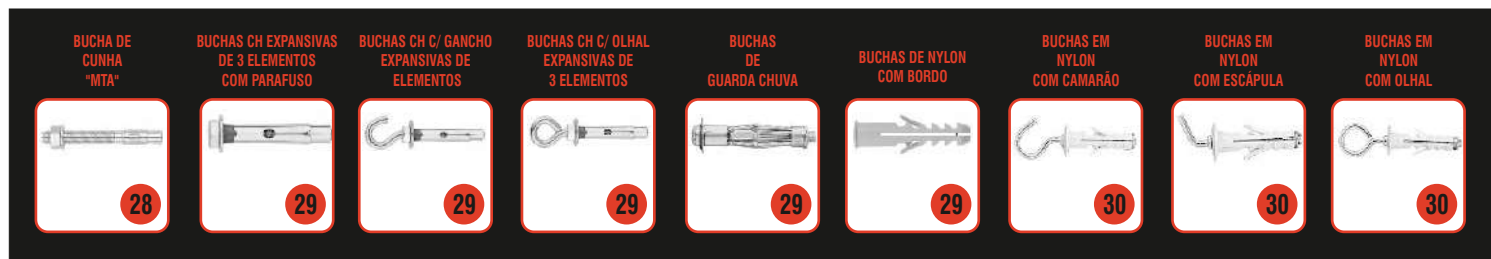 BUCHA DE
CUNHA
"MTA"
28
BUCHAS CH EXPANSIVAS
DE 3 ELEMENTOS
COM PARAFUSO
29
BUCHAS CH C/ GANCHO
EXPANSIVAS DE
ELEMENTOS
29
BUCHAS CH C/ OLHAL
EXPANSIVAS DE
3 ELEMENTOS
29
BUCHAS
DE
GUARDA CHUVA
29
BUCHAS DE NYLON
COM BORDO
29
BUCHAS EM
NYLON
COM CAMARÃO
30
BUCHAS EM
NYLON
COM ESCÁPULA
30
BUCHAS EM
NYLON
COM OLHAL
30